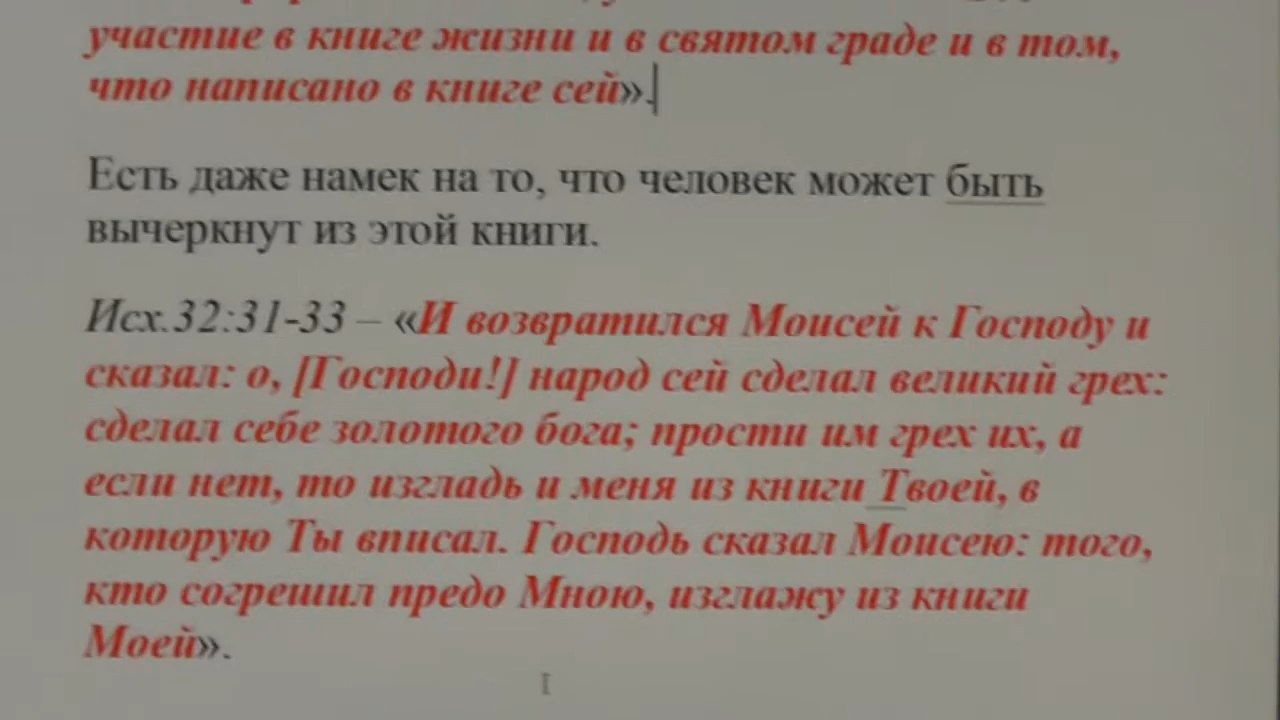 участие в книге жизни и в святом граде и в том,
что написано в книге сей».
Есть даже намек на то, что человек может быть
вычеркнут из этой книги.
Исх.32:31-33 – «И возвратился Моисей к Господу и
сказал: о, [Господи!] народ сей сделал великий грех:
сделал себе золотого бога; прости им грех их, а
если нет, то изгладь и меня из книги Твоей, в
которую Ты вписал. Господь сказал Моисею: того,
кто согрешил предо Мною, изглажу из книги
Моей».